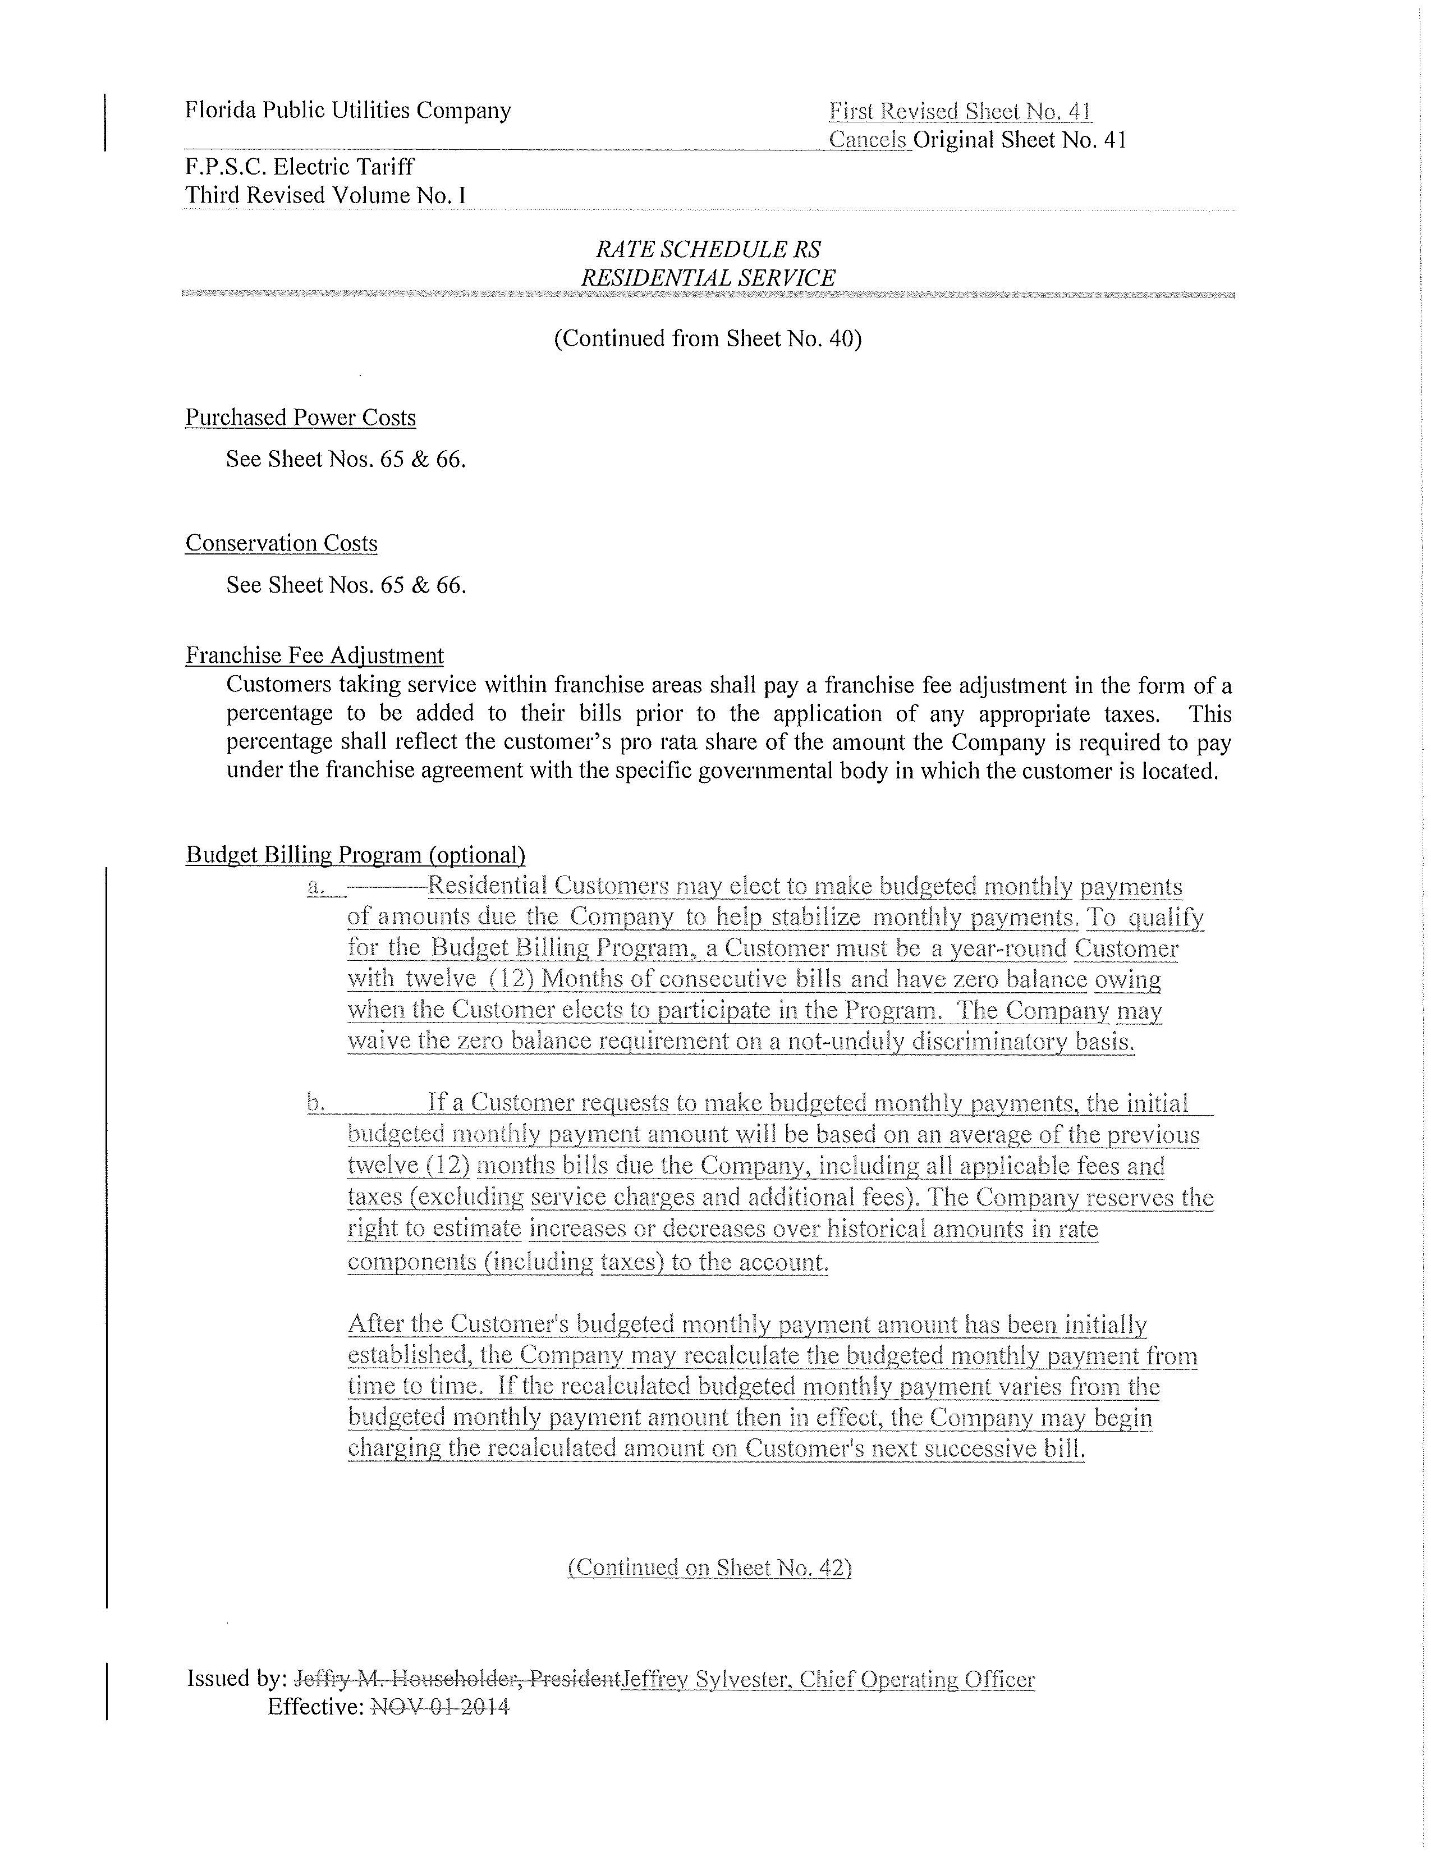 Florida Public Utilities Company
First Revised Sheet No. 41
Cancels Original Sheet No. 41
F.P.S.C. Electric Tariff
Third Revised Volume No. I
RATE SCHEDULE RS
RESIDENTIAL SERVICE
(Continued from Sheet No. 40)
Purchased Power Costs
See Sheet Nos. 65 & 66.
Conservation Costs
See Sheet Nos. 65 & 66.
Franchise Fee Adjustment
Customers taking service within franchise areas shall pay a franchise fee adjustment in the form of a
percentage to be added to their bills prior to the application of any appropriate taxes. This
percentage shall reflect the customer's pro rata share of the amount the Company is required to pay
under the franchise agreement with the specific governmental body in which the customer is located.
Budget Billing Program (optional)
a. Residential Customers may elect to make budgeted monthly payments
of amounts due the Company to help stabilize monthly payments. To qualify
for the Budget Billing Program, a Customer must be a year-round Customer
with twelve (12) Months of consecutive bills and have zero balance owing
when the Customer elects to participate in the Program. The Company may
waive the zero balance requirement on a not-unduly discriminatory basis.
b. If a Customer requests to make budgeted monthly payments, the initial
budgeted monthly payment amount will be based on an average of the previous
twelve (12) months bills due the Company, including all applicable fees and
taxes (excluding service charges and additional fees). The Company reserves the
right to estimate increases or decreases over historical amounts in rate
components (including taxes) to the account.
After the Customer's budgeted monthly payment amount has been initially
established, the Company may recalculate the budgeted monthly payment from
time to time. If the recalculated budgeted monthly payment varies from the
budgeted monthly payment amount then in effect, the Company may begin
charging the recalculated amount on Customer's next successive bill.
(Continued on Sheet No. 42)
Issued by: Jeffry M. Householder, PresidentJeffrey Sylvester, Chief Operating Officer
Effective: NOV 01 2014